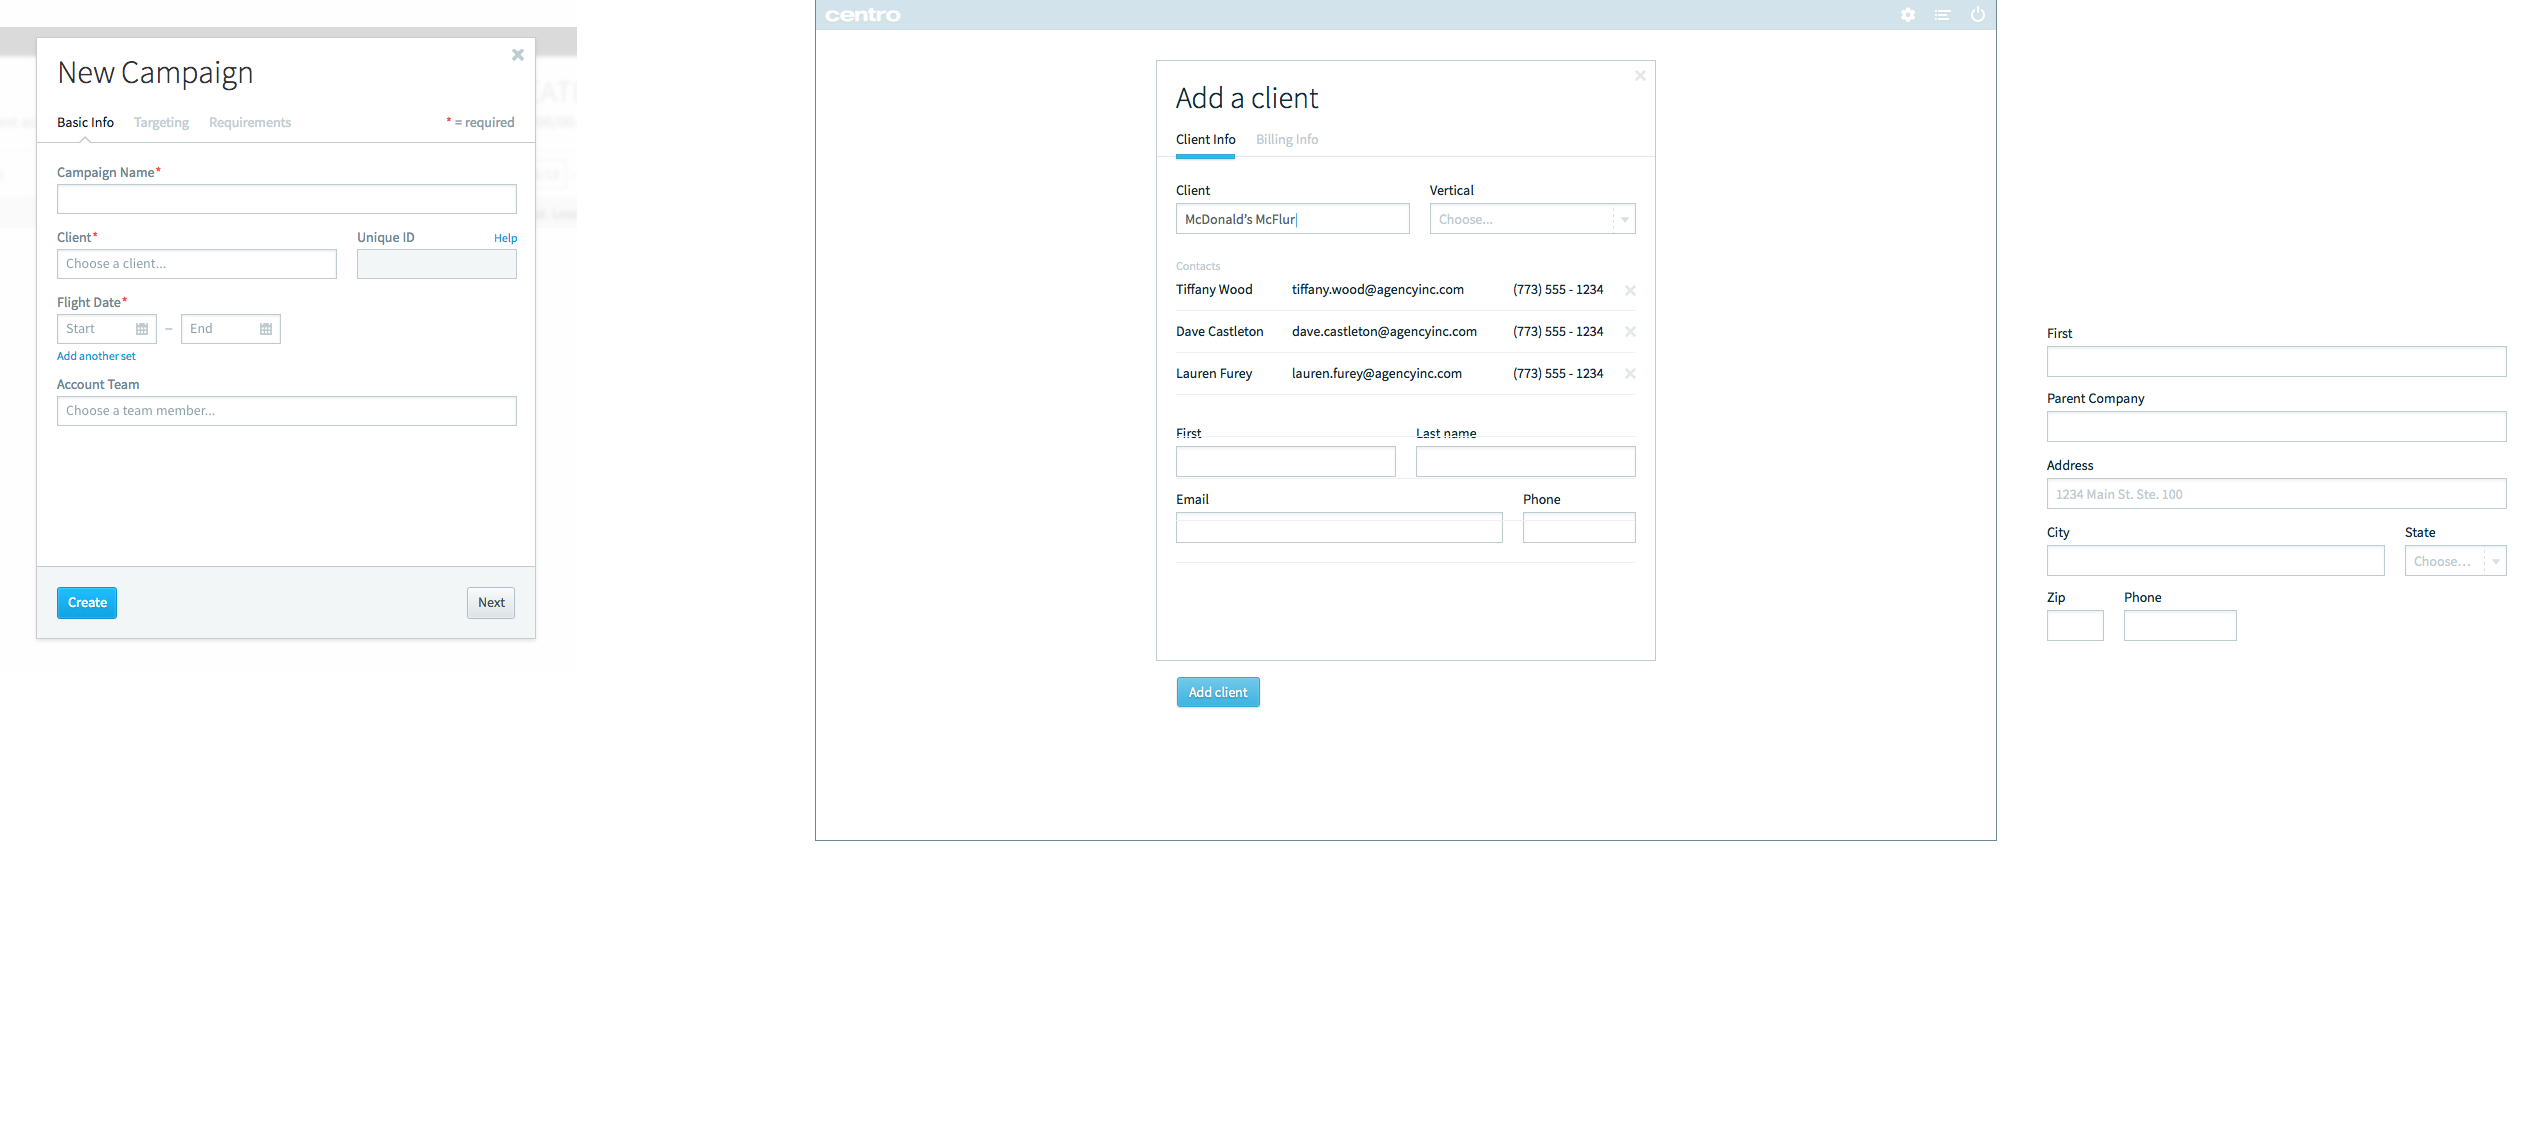 New Campaign
Basic Info Targeting Requirements * = required
Campaign Name*
Client* Unique ID Help
Choose a client...
Flight Date*
Start – End
Add another set
Account Team
Choose a team member...
Create Next
centro
Add a client
Client Info Billing Info
Client Vertical
McDonald's McFlur Choose...
Contacts
Tiffany Wood tiffany.wood@agencyinc.com (773) 555 - 1234
Dave Castleton dave.castleton@agencyinc.com (773) 555 - 1234
Lauren Furey lauren.furey@agencyinc.com (773) 555 - 1234
First Last name
Email Phone
Add client
First
Parent Company
Address
1234 Main St. Ste. 100
City State
Choose...
Zip Phone